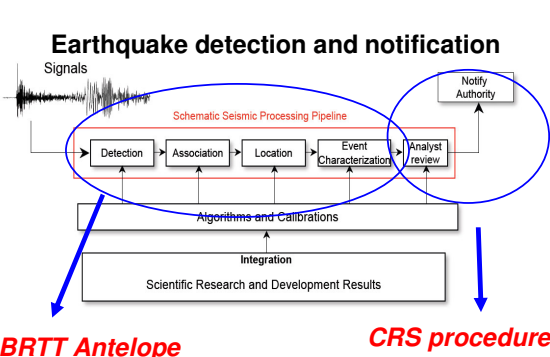 Earthquake detection and notification
Signals
Notify
Authority
Schematic Seismic Processing Pipeline
Detection
Association
Location
Event
Characterization
Analyst
review
Algorithms and Calibrations
Integration
Scientific Research and Development Results
BRTT Antelope
CRS procedure